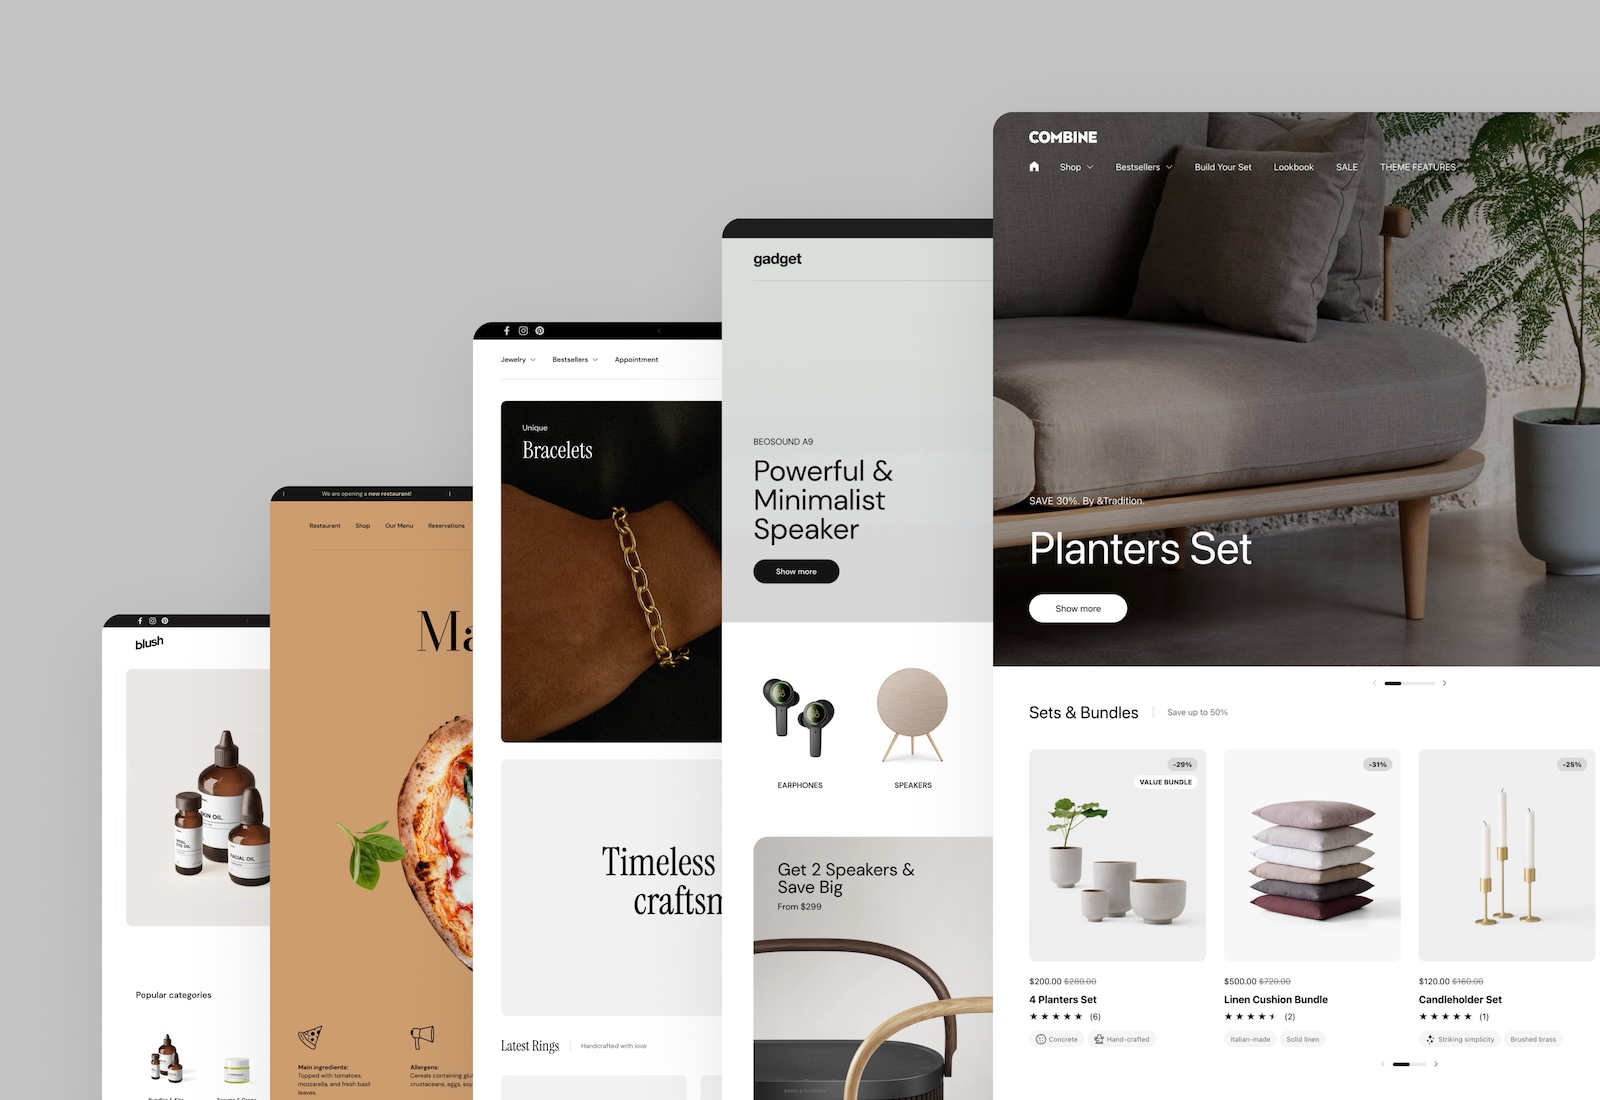 COMBINE
Shop
Bestsellers
Build Your Set
Lookbook
SALE
THEME FEATURES
SAVE 30%. By &Tradition.
Planters Set
Show more
Sets & Bundles
Save up to 50%
-29%
VALUE BUNDLE
-31%
-25%
$200.00 $280.00
4 Planters Set
(6)
Concrete
Hand-crafted
$500.00 $720.00
Linen Cushion Bundle
(2)
Italian-made
Solid linen
$120.00 $160.00
Candleholder Set
(1)
Striking simplicity
Brushed brass
gadget
BEOSOUND A9
Powerful &
Minimalist
Speaker
Show more
EARPHONES
SPEAKERS
Get 2 Speakers &
Save Big
From $299
Jewelry
Bestsellers
Appointment
Unique
Bracelets
Timeless
craftsm
Latest Rings
Handcrafted with love
We are opening a new restaurant!
Restaurant
Shop
Our Menu
Reservations
Ma
Main ingredients:
Topped with tomatoes,
mozzarella, and fresh basil
leaves.
Allergens:
Cereals containing glu
crustaceans, eggs, soy
blush
SKIN OIL
FACIAL OIL
Popular categories